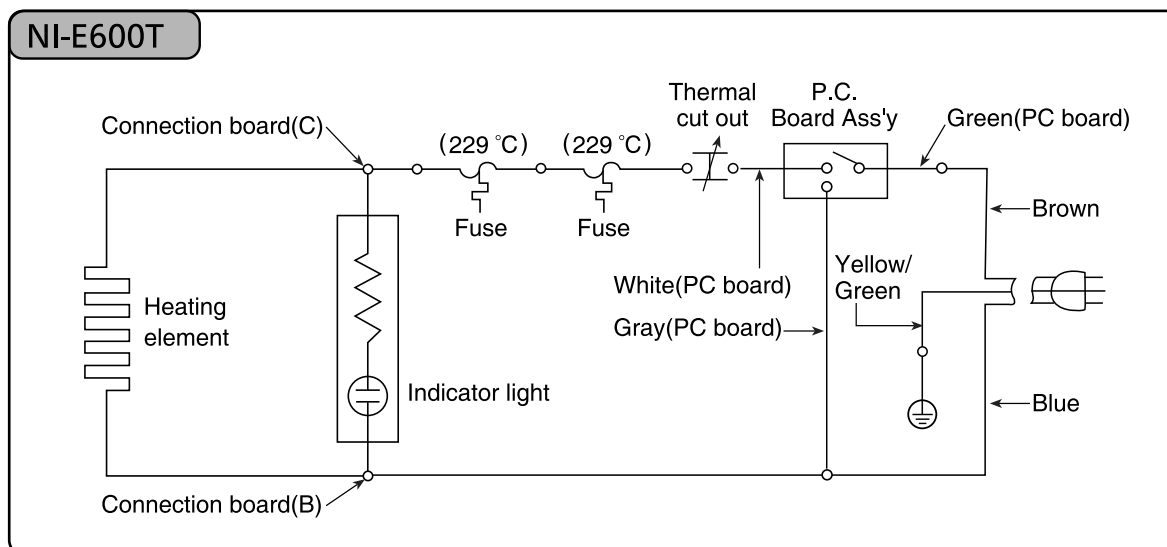 NI-E600T
Connection board(C)
(229 °C)
(229 °C)
Thermal
cut out
P.C.
Board Ass'y
Green(PC board)
Fuse
Fuse
Brown
White(PC board)
Yellow/
Green
Gray(PC board)
Heating
element
Indicator light
Blue
Connection board(B)